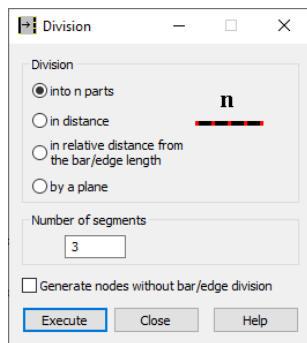 Division
Division
into n parts
n
in distance
in relative distance from
the bar/edge length
by a plane
Number of segments
3
Generate nodes without bar/edge division
Execute
Close
Help